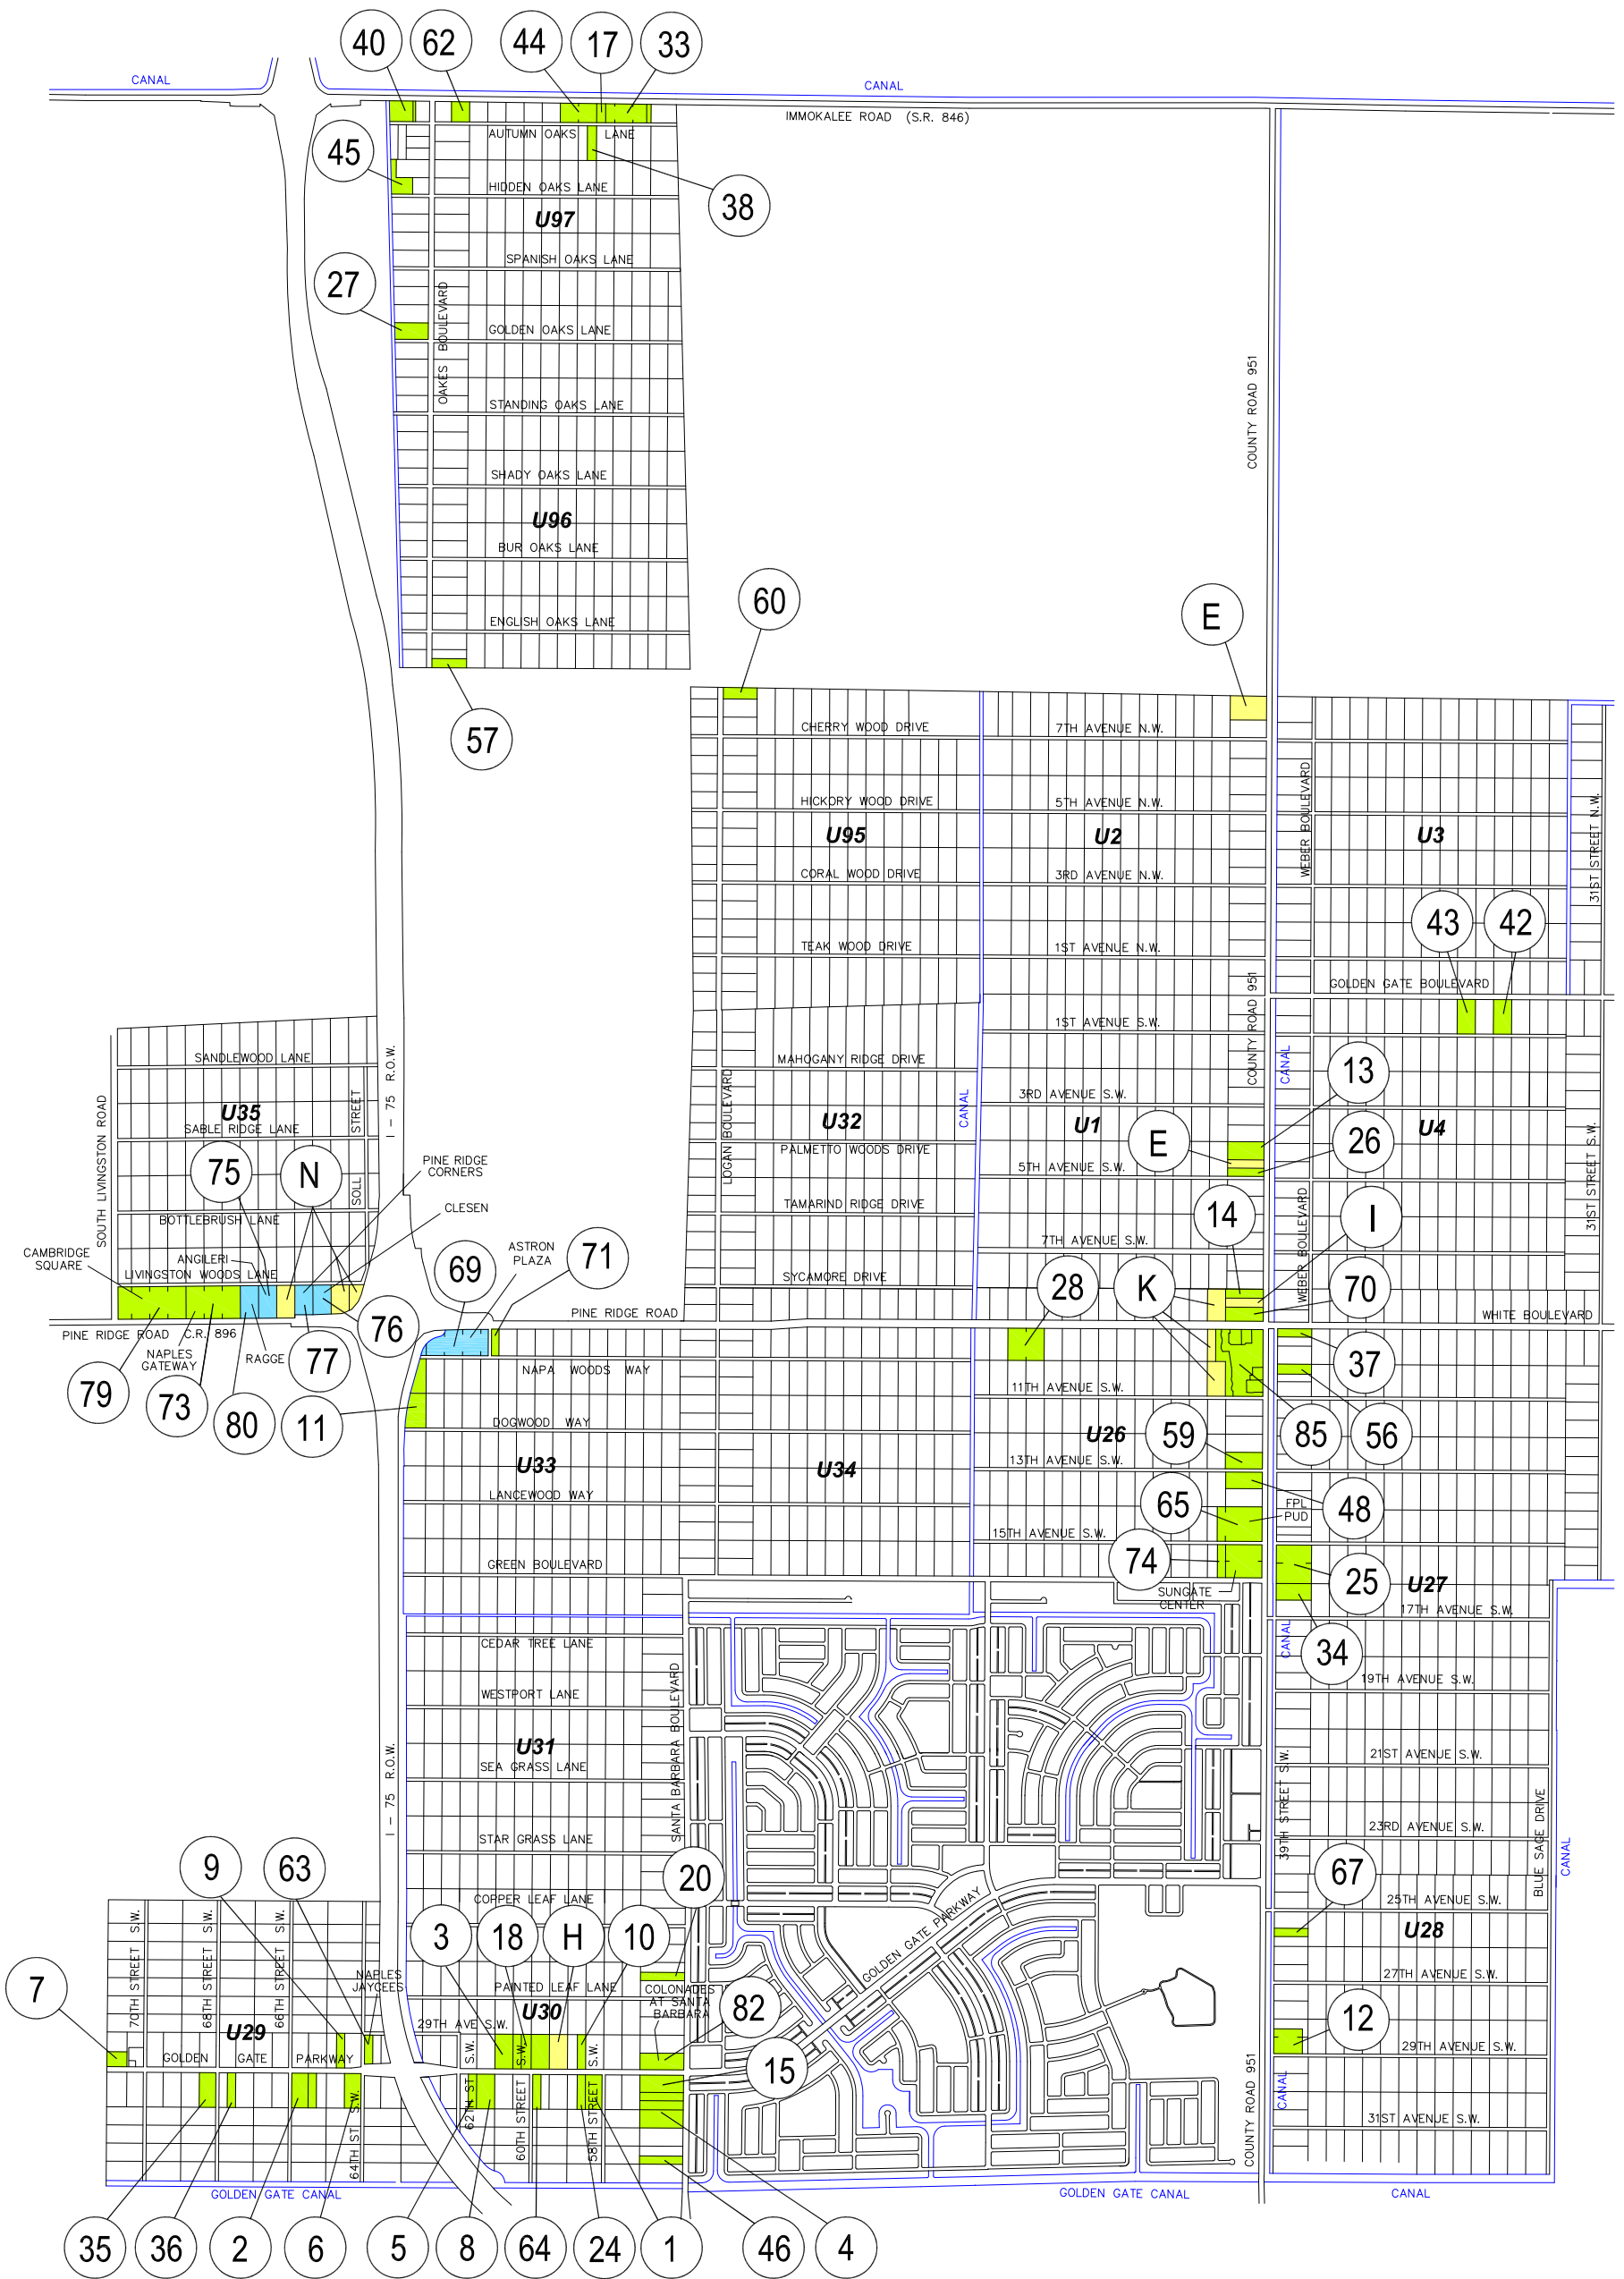 40
62
44
17
33
CANAL
CANAL
IMMOKALEE ROAD (S.R. 846)
AUTUMN OAKS LANE
45
HIDDEN OAKS LANE
38
U97
SPANISH OAKS LANE
27
OAKES BOULEVARD
GOLDEN OAKS LANE
COUNTY ROAD 951
STANDING OAKS LANE
SHADY OAKS LANE
U96
BUR OAKS LANE
60
E
ENGLISH OAKS LANE
57
CHERRY WOOD DRIVE
7TH AVENUE N.W.
HICKORY WOOD DRIVE
5TH AVENUE N.W.
WEBER BOULEVARD
31ST STREET N.W.
U95
U2
U3
CORAL WOOD DRIVE
3RD AVENUE N.W.
43
42
TEAK WOOD DRIVE
1ST AVENUE N.W.
GOLDEN GATE BOULEVARD
COUNTY ROAD 951
1ST AVENUE S.W.
SANDLEWOOD LANE
I - 75 R.O.W.
MAHOGANY RIDGE DRIVE
CANAL
13
LOGAN BOULEVARD
CANAL
3RD AVENUE S.W.
SOUTH LIVINGSTON ROAD
U35
SABLE RIDGE LANE
SOLL STREET
U32
U1
E
26
U4
31ST STREET S.W.
PALMETTO WOODS DRIVE
5TH AVENUE S.W.
75
N
PINE RIDGE
CORNERS
CLESEN
TAMARIND RIDGE DRIVE
WEBER BOULEVARD
14
I
BOTTLEBRUSH LANE
7TH AVENUE S.W.
CAMBRIDGE
SQUARE
ANGILERI
LIVINGSTON WOODS LANE
69
ASTRON
PLAZA
71
SYCAMORE DRIVE
28
K
70
PINE RIDGE ROAD
WHITE BOULEVARD
PINE RIDGE ROAD C.R. 896
76
NAPLES
GATEWAY
RAGGE
77
NAPA WOODS WAY
37
79
73
80
11
11TH AVENUE S.W.
DOGWOOD WAY
59
85
56
U33
U34
U26
13TH AVENUE S.W.
LANCEWOOD WAY
65
FPL
PUD
48
15TH AVENUE S.W.
GREEN BOULEVARD
74
SUNGATE
CENTER
25
U27
17TH AVENUE S.W.
CANAL
34
CEDAR TREE LANE
19TH AVENUE S.W.
WESTPORT LANE
SANTA BARBARA BOULEVARD
I - 75 R.O.W.
U31
SEA GRASS LANE
39TH STREET S.W.
21ST AVENUE S.W.
STAR GRASS LANE
23RD AVENUE S.W.
BLUE SAGE DRIVE
CANAL
9
63
20
67
COPPER LEAF LANE
25TH AVENUE S.W.
GOLDEN GATE PARKWAY
U28
70TH STREET S.W.
68TH STREET S.W.
66TH STREET S.W.
3
18
H
10
7
NAPLES
JAYCEES
PAINTED LEAF LANE
COLONADES
AT SANTA
BARBARA
82
27TH AVENUE S.W.
U30
29TH AVE S.W.
12
U29
GOLDEN GATE PARKWAY
29TH AVENUE S.W.
15
62TH ST S.W.
60TH STREET S.W.
58TH STREET S.W.
64TH ST S.W.
COUNTY ROAD 951
CANAL
31ST AVENUE S.W.
GOLDEN GATE CANAL
GOLDEN GATE CANAL
CANAL
35
36
2
6
5
8
64
24
1
46
4